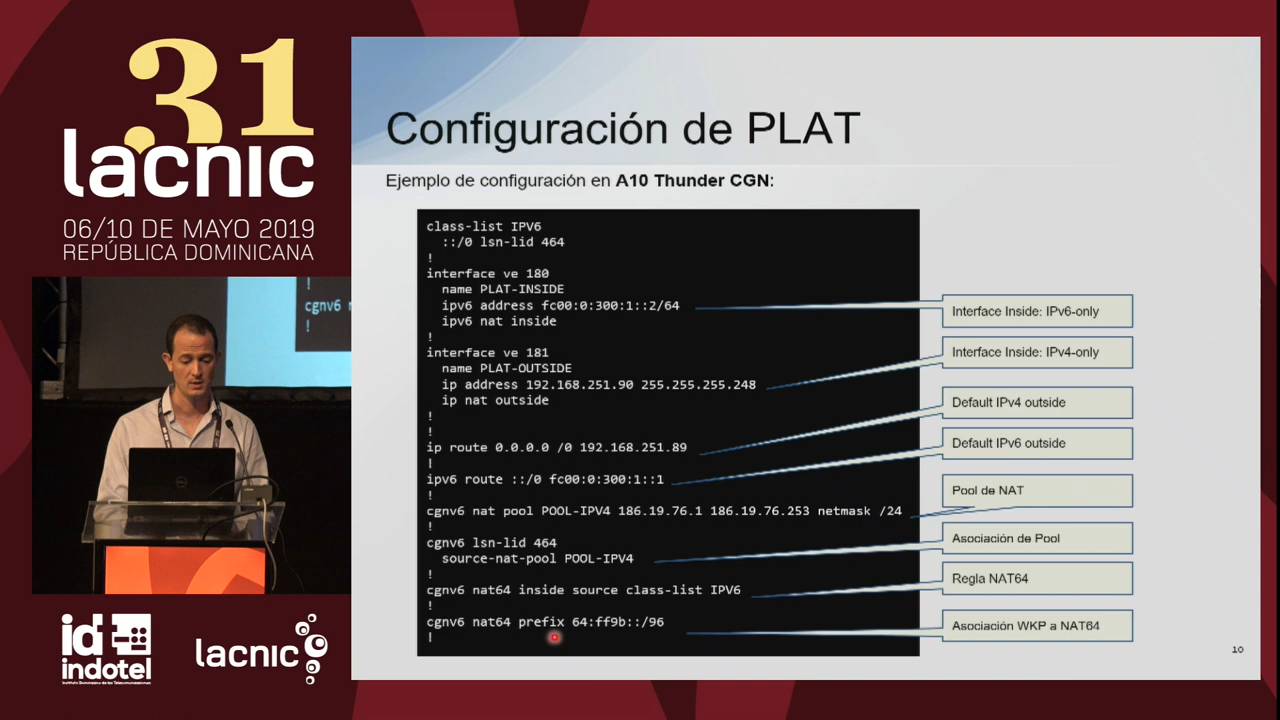 31
lacnic
06/10 DE MAYO 2019
REPÚBLICA DOMINICANA
cgnv6 n
!
!
id
indotel
Instituto Dominicano de las Telecomunicaciones
lacnic
Configuración de PLAT
Ejemplo de configuración en A10 Thunder CGN:
class-list IPV6
::/0 lsn-lid 464
!
interface ve 180
name PLAT-INSIDE
ipv6 address fc00:0:300:1::2/64
ipv6 nat inside
!
interface ve 181
name PLAT-OUTSIDE
ip address 192.168.251.90 255.255.255.248
ip nat outside
!
!
ip route 0.0.0.0 /0 192.168.251.89
!
ipv6 route ::/0 fc00:0:300:1::1
!
cgnv6 nat pool POOL-IPV4 186.19.76.1 186.19.76.253 netmask /24
!
cgnv6 lsn-lid 464
source-nat-pool POOL-IPV4
!
cgnv6 nat64 inside source class-list IPV6
!
cgnv6 nat64 prefix 64:ff9b::/96
!
Interface Inside: IPv6-only
Interface Inside: IPv4-only
Default IPv4 outside
Default IPv6 outside
Pool de NAT
Asociación de Pool
Regla NAT64
Asociación WKP a NAT64
10